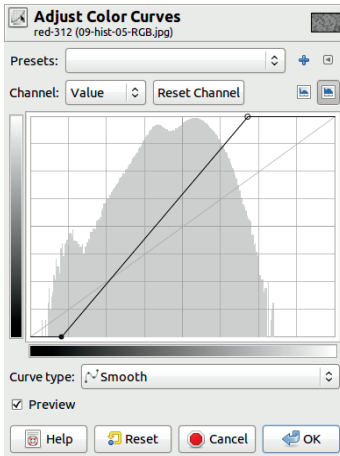 Adjust Color Curves
red-312 (09-hist-05-RGB.jpg)
Presets:
Channel: Value Reset Channel
Curve type: Smooth
Preview
Help Reset Cancel OK